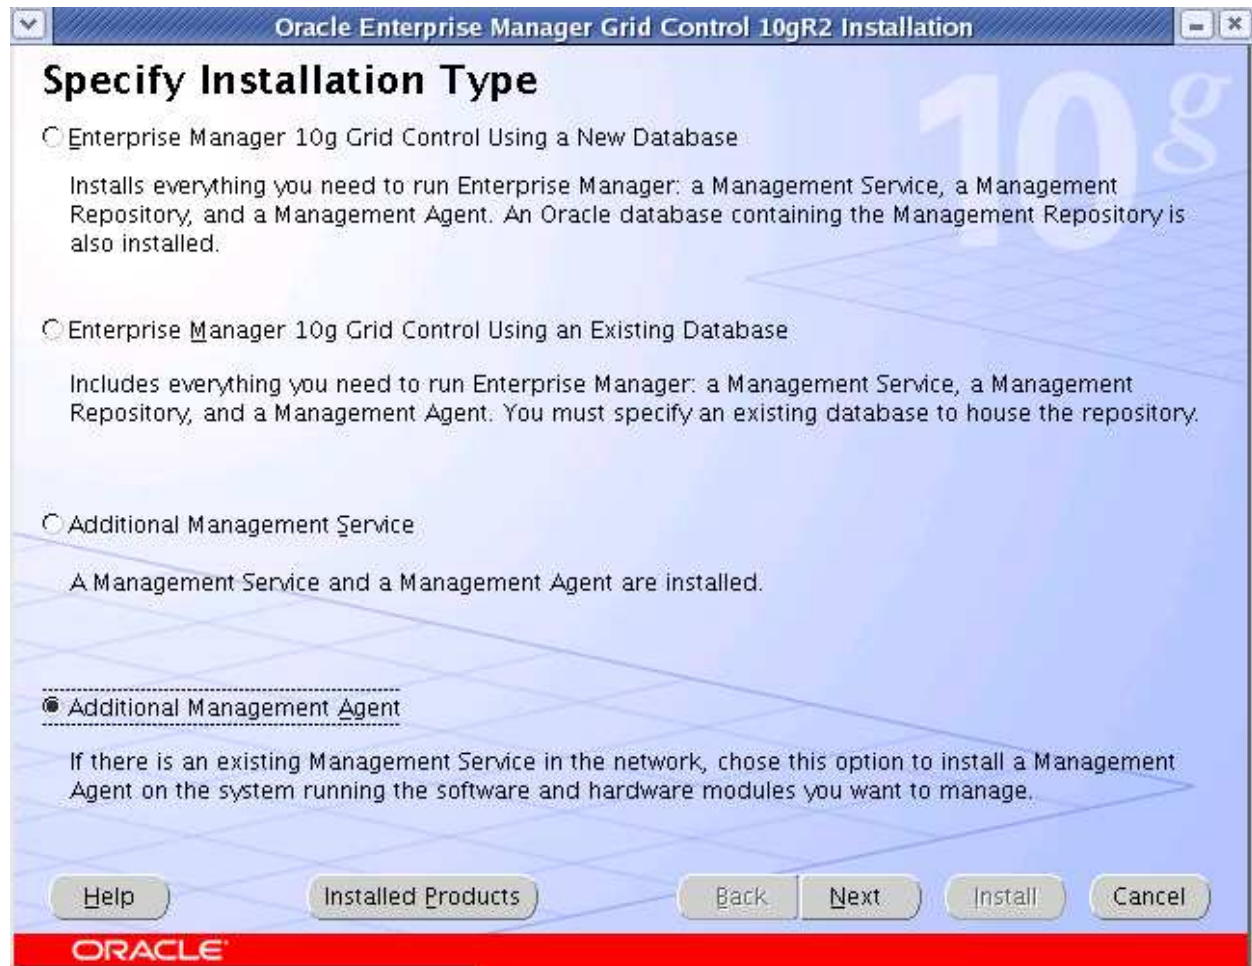 Oracle Enterprise Manager Grid Control 10gR2 Installation
Specify Installation Type
10g
Enterprise Manager 10g Grid Control Using a New Database
Installs everything you need to run Enterprise Manager: a Management Service, a Management
Repository, and a Management Agent. An Oracle database containing the Management Repository is
also installed.
Enterprise Manager 10g Grid Control Using an Existing Database
Includes everything you need to run Enterprise Manager: a Management Service, a Management
Repository, and a Management Agent. You must specify an existing database to house the repository.
Additional Management Service
A Management Service and a Management Agent are installed.
Additional Management Agent
If there is an existing Management Service in the network, chose this option to install a Management
Agent on the system running the software and hardware modules you want to manage.
Help Installed Products Back Next Install Cancel
ORACLE